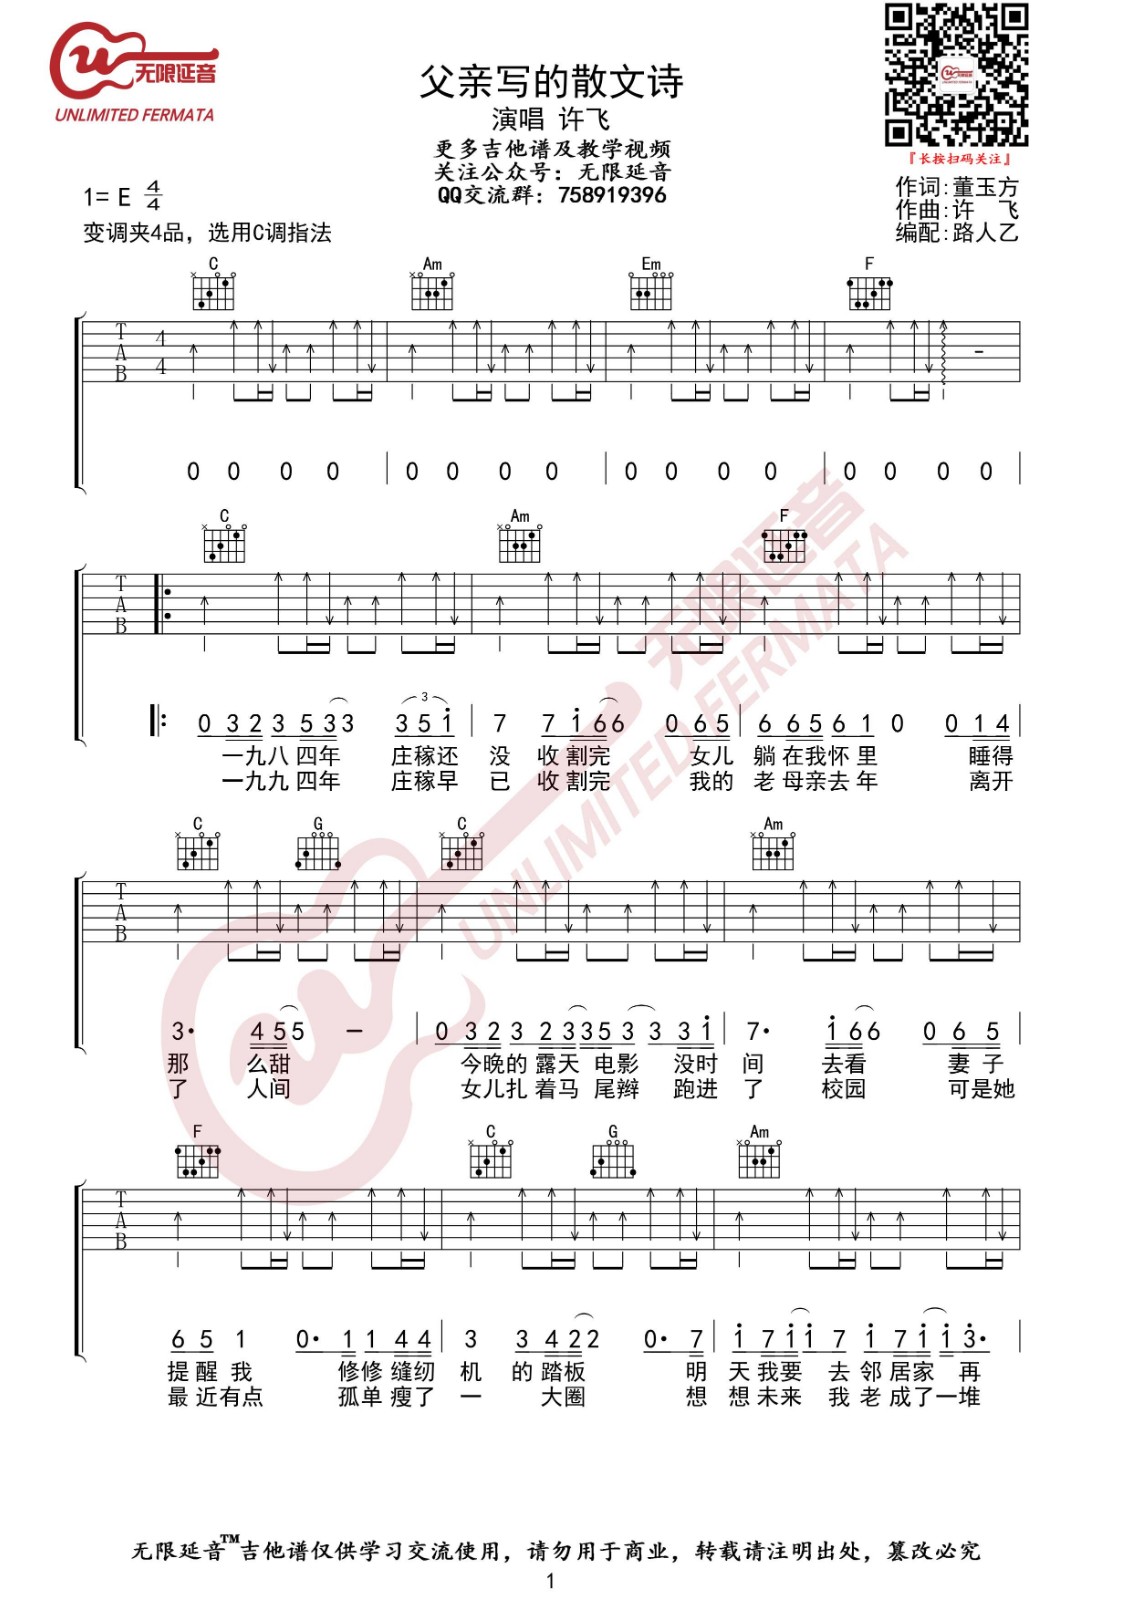 无限延音
UNLIMITED FERMATA
父亲写的散文诗
演唱 许飞
更多吉他谱及教学视频
关注公众号：无限延音
QQ交流群：758919396
『长按扫码关注』
1= E 4/4
变调夹4品，选用C调指法
作词:董玉方
作曲:许 飞
编配:路人乙
C Am Em F
T A B 4 4
0 0 0 0 0 0 0 0 0 0 0 0 0 0 0 0
C Am F
T A B
0 3 2 3 5 3 3 3 5 1 7 7 1 6 6 0 6 5 6 6 5 6 1 0 0 1 4
一九八四年 庄稼还 没 收割完 女儿 躺在我怀里 睡得
一九九四年 庄稼早 已 收割完 我的 老母亲去年 离开
C G C Am
T A B
3· 4 5 5 — 0 3 2 3 2 3 3 5 3 3 3 1 7· 1 6 6 0 6 5
那 么甜 今晚的露天电影 没时 间 去看 妻子
了 人间 女儿扎着马尾辫 跑进 了 校园 可是她
F C G Am
T A B
6 5 1 0· 1 1 4 4 3 3 4 2 2 0· 7 1 7 1 1 7 1 7 1 1 3·
提醒我 修修缝纫 机 的踏板 明 天我要 去邻居家再
最近有点 孤单瘦了 一 大圈 想 想未来 我老成了一堆
无限延音
UNLIMITED FERMATA
无限延音™吉他谱仅供学习交流使用，请勿用于商业，转载请注明出处，篡改必究
1